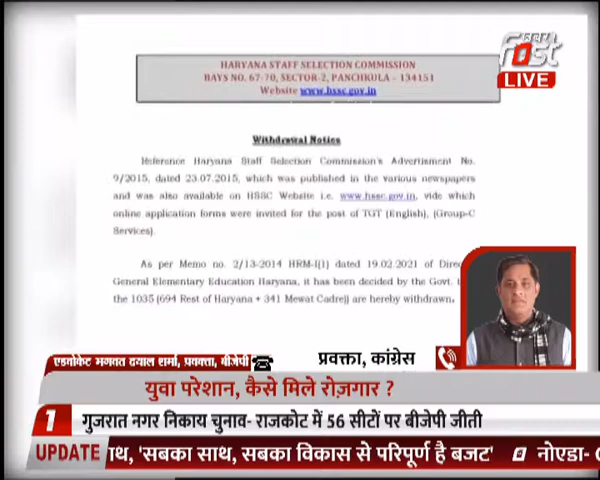 ख़बर
fast
LIVE
HARYANA STAFF SELECTION COMMISSION
BAYS NO. 67-70, SECTOR-2, PANCHKULA – 134151
Website www.hssc.gov.in
Withdrawal Notice
Reference Haryana Staff Selection Commission's Advertisment No.
9/2015, dated 23.07.2015, which was published in the various newspapers
and was also available on HSSC Website i.e. www.hssc.gov.in, vide which
online application forms were invited for the post of TGT (English), (Group-C
Services).
As per Memo no. 2/13-2014 HRM-I(1) dated 19.02.2021 of Direc
General Elementary Education Haryana, it has been decided by the Govt.
the 1035 (694 Rest of Haryana + 341 Mewat Cadre)) are hereby withdrawn.
एडवोकेट भगवत दयाल शर्मा, प्रवक्ता, बीजेपी
प्रवक्ता, कांग्रेस
युवा परेशान, कैसे मिले रोज़गार ?
1 गुजरात नगर निकाय चुनाव- राजकोट में 56 सीटों पर बीजेपी जीती
UPDATE ाथ, 'सबका साथ, सबका विकास से परिपूर्ण है बजट' नोएडा-